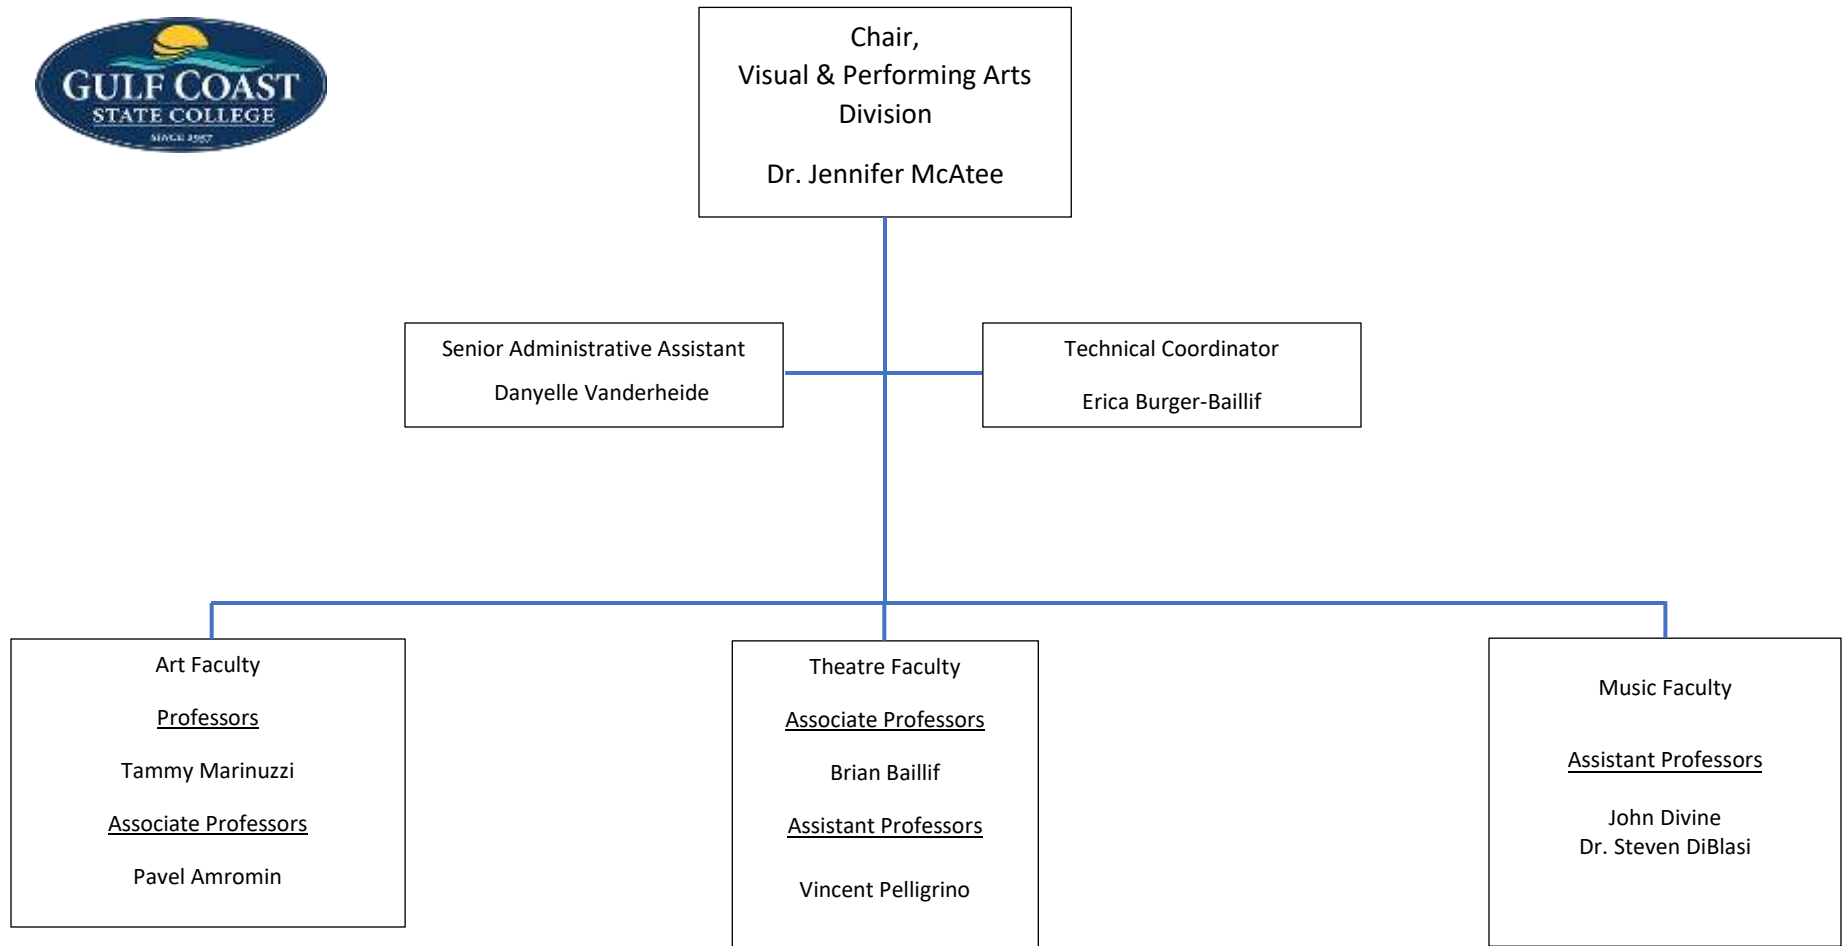 GULF COAST
STATE COLLEGE
SINCE 1957
Chair,
Visual & Performing Arts
Division
Dr. Jennifer McAtee
Senior Administrative Assistant
Danyelle Vanderheide
Technical Coordinator
Erica Burger-Baillif
Art Faculty
Professors
Tammy Marinuzzi
Associate Professors
Pavel Amromin
Theatre Faculty
Associate Professors
Brian Baillif
Assistant Professors
Vincent Pelligrino
Music Faculty
Assistant Professors
John Divine
Dr. Steven DiBlasi